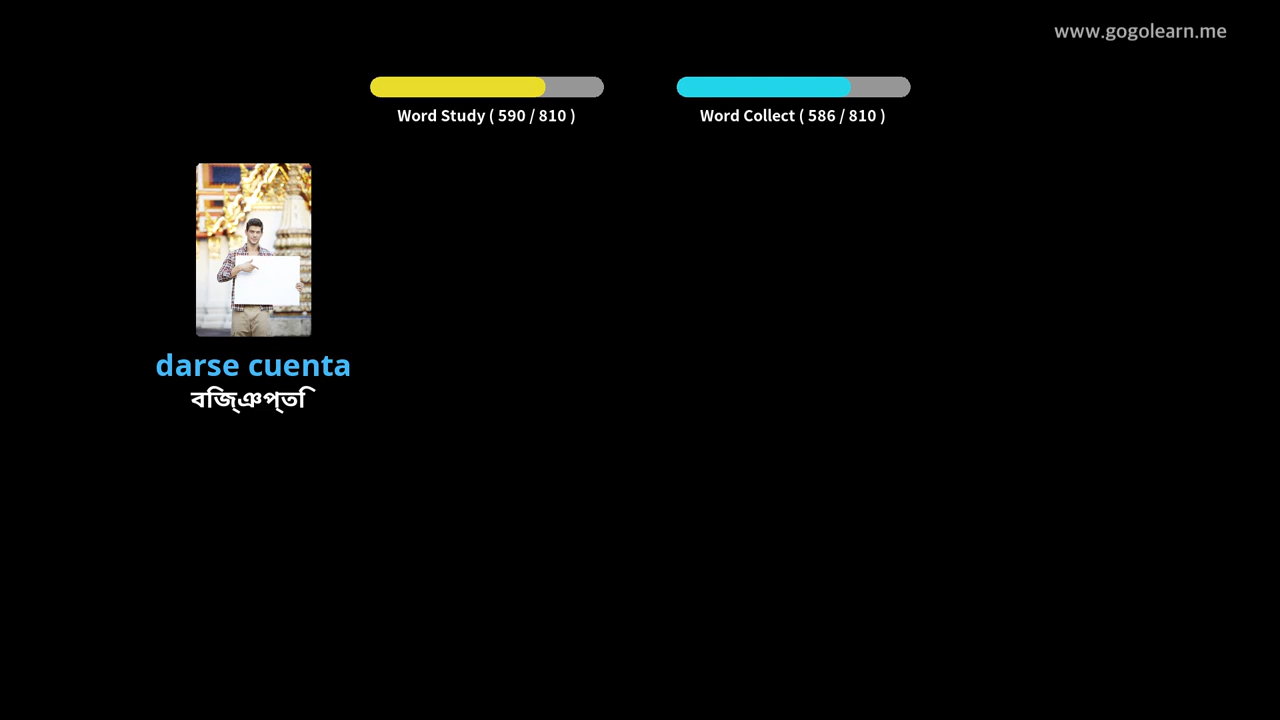 www.gogolearn.me
Word Study ( 590 / 810 )
Word Collect ( 586 / 810 )
darse cuenta
বিজ্ঞপ্তি